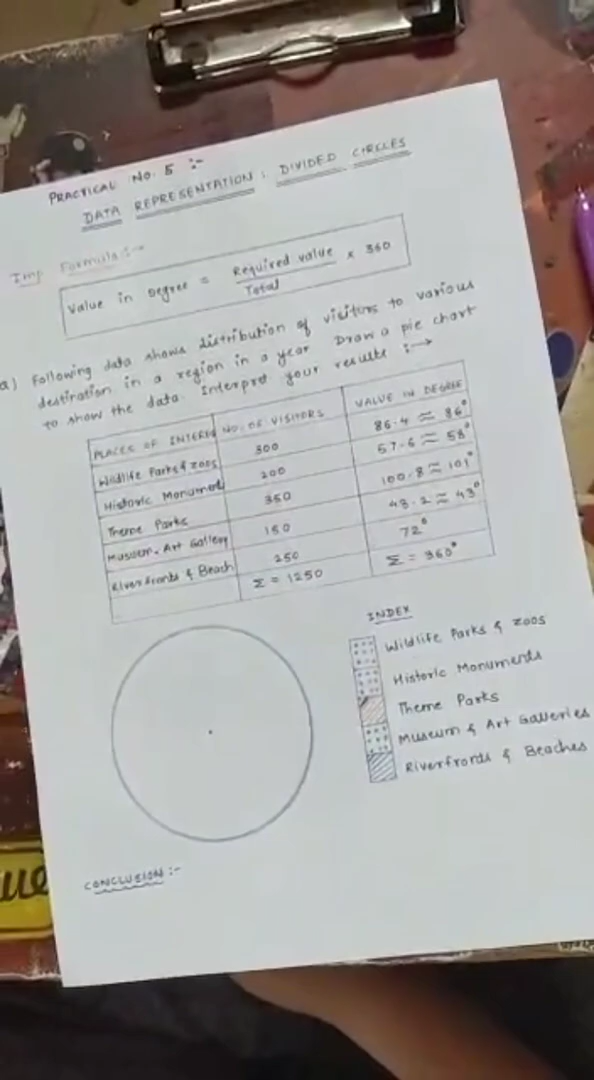 PRACTICAL NO. 5 :-
DATA REPRESENTATION : DIVIDED CIRCLES
Imp Formula :→
Value in Degree = Required value / Total × 360
a) Following data shows distribution of visitors to various
destination in a region in a year Draw a pie chart
to show the data. Interpret your results :→
PLACES OF INTERES NO. OF VISITORS VALUE IN DEGREE
Wildlife Parks & Zoos 300 86.4 ≈ 86°
Historic Monument 200 57.6 ≈ 58°
Theme Parks 350 100.8 ≈ 101°
Museum. Art Gallery 150 43.2 ≈ 43°
Riverfronts & Beach 250 72°
Σ = 1250 Σ = 360°
INDEX
Wildlife Parks & Zoos
Historic Monuments
Theme Parks
Museum & Art Galleries
Riverfronds & Beaches
CONCLUSION :-
ue